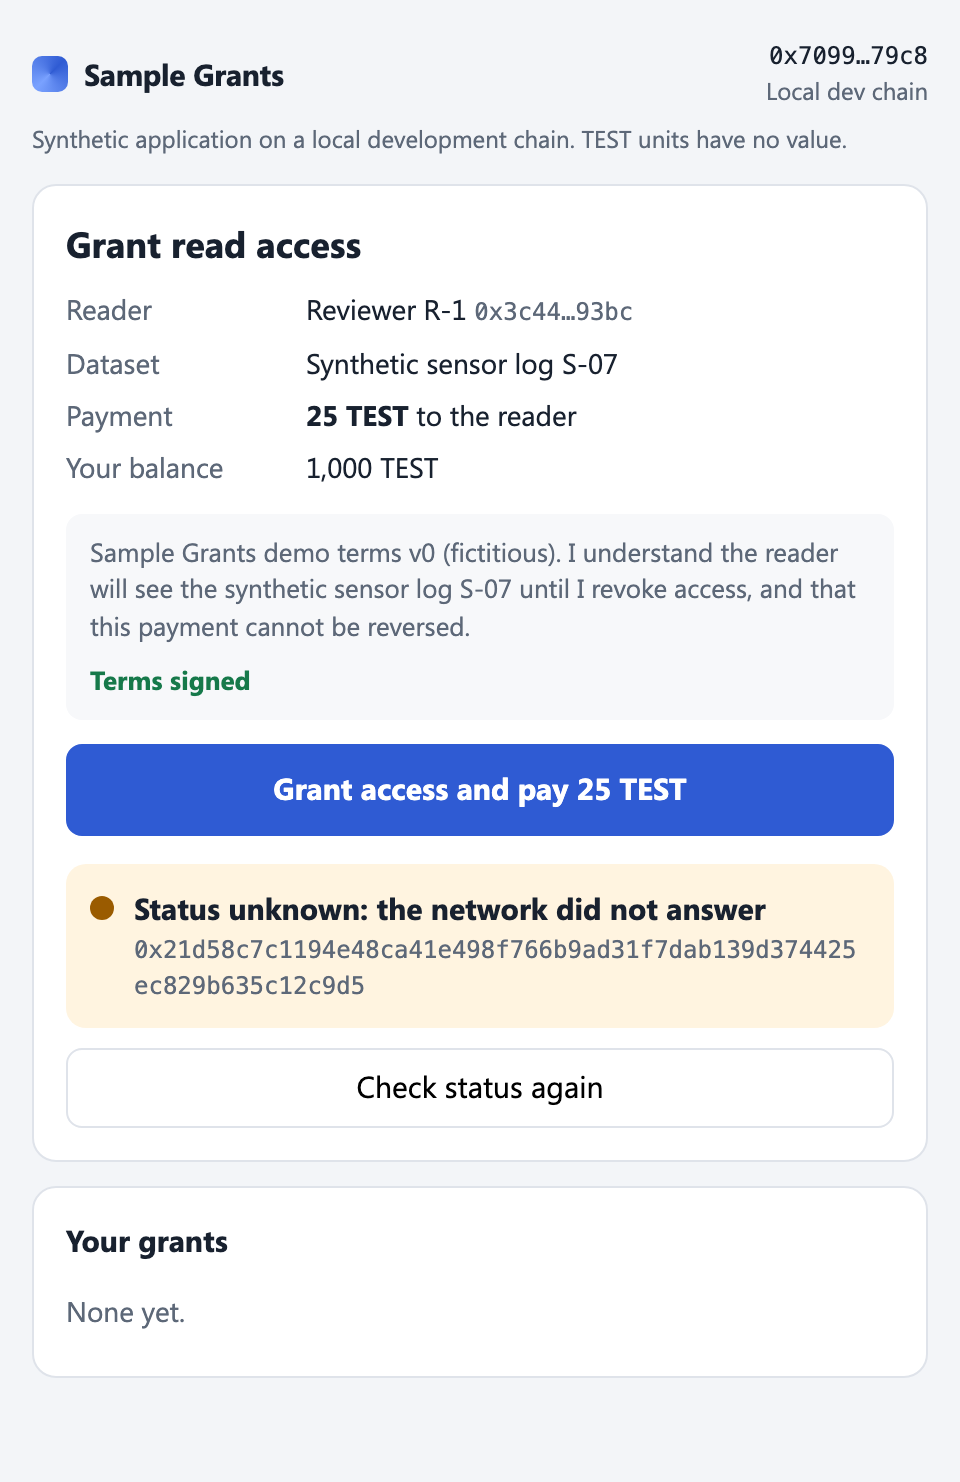 Sample Grants
0x7099…79c8
Local dev chain
Synthetic application on a local development chain. TEST units have no value.
Grant read access
Reader Reviewer R-1 0x3c44…93bc
Dataset Synthetic sensor log S-07
Payment 25 TEST to the reader
Your balance 1,000 TEST
Sample Grants demo terms v0 (fictitious). I understand the reader
will see the synthetic sensor log S-07 until I revoke access, and that
this payment cannot be reversed.
Terms signed
Grant access and pay 25 TEST
Status unknown: the network did not answer
0x21d58c7c1194e48ca41e498f766b9ad31f7dab139d374425
ec829b635c12c9d5
Check status again
Your grants
None yet.